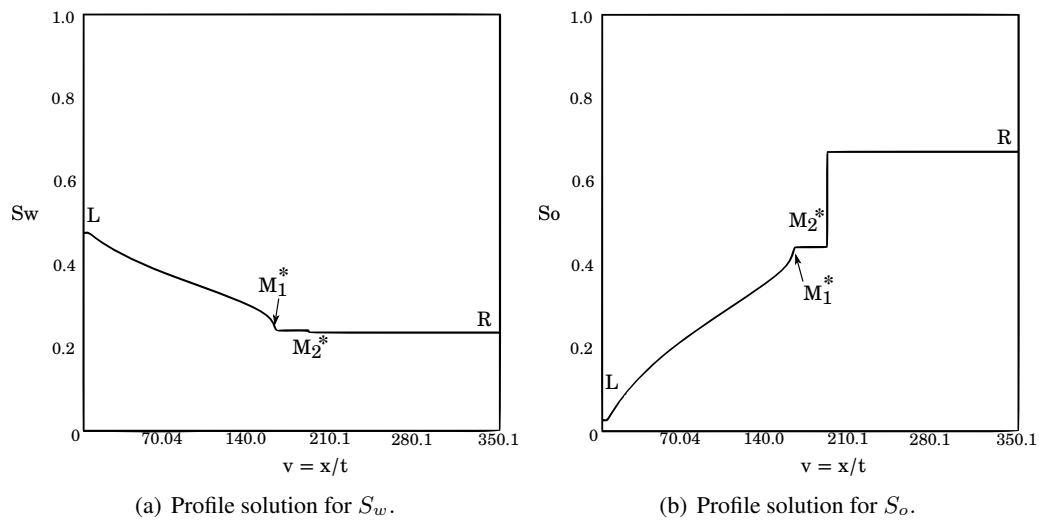 1.0
0.8
0.6
Sw
0.4
0.2
0
L
M1*
M2*
R
70.04 140.0 210.1 280.1 350.1
v = x/t
(a) Profile solution for Sw.
1.0
0.8
0.6
So
0.4
0.2
0
R
M2*
M1*
L
70.04 140.0 210.1 280.1 350.1
v = x/t
(b) Profile solution for So.